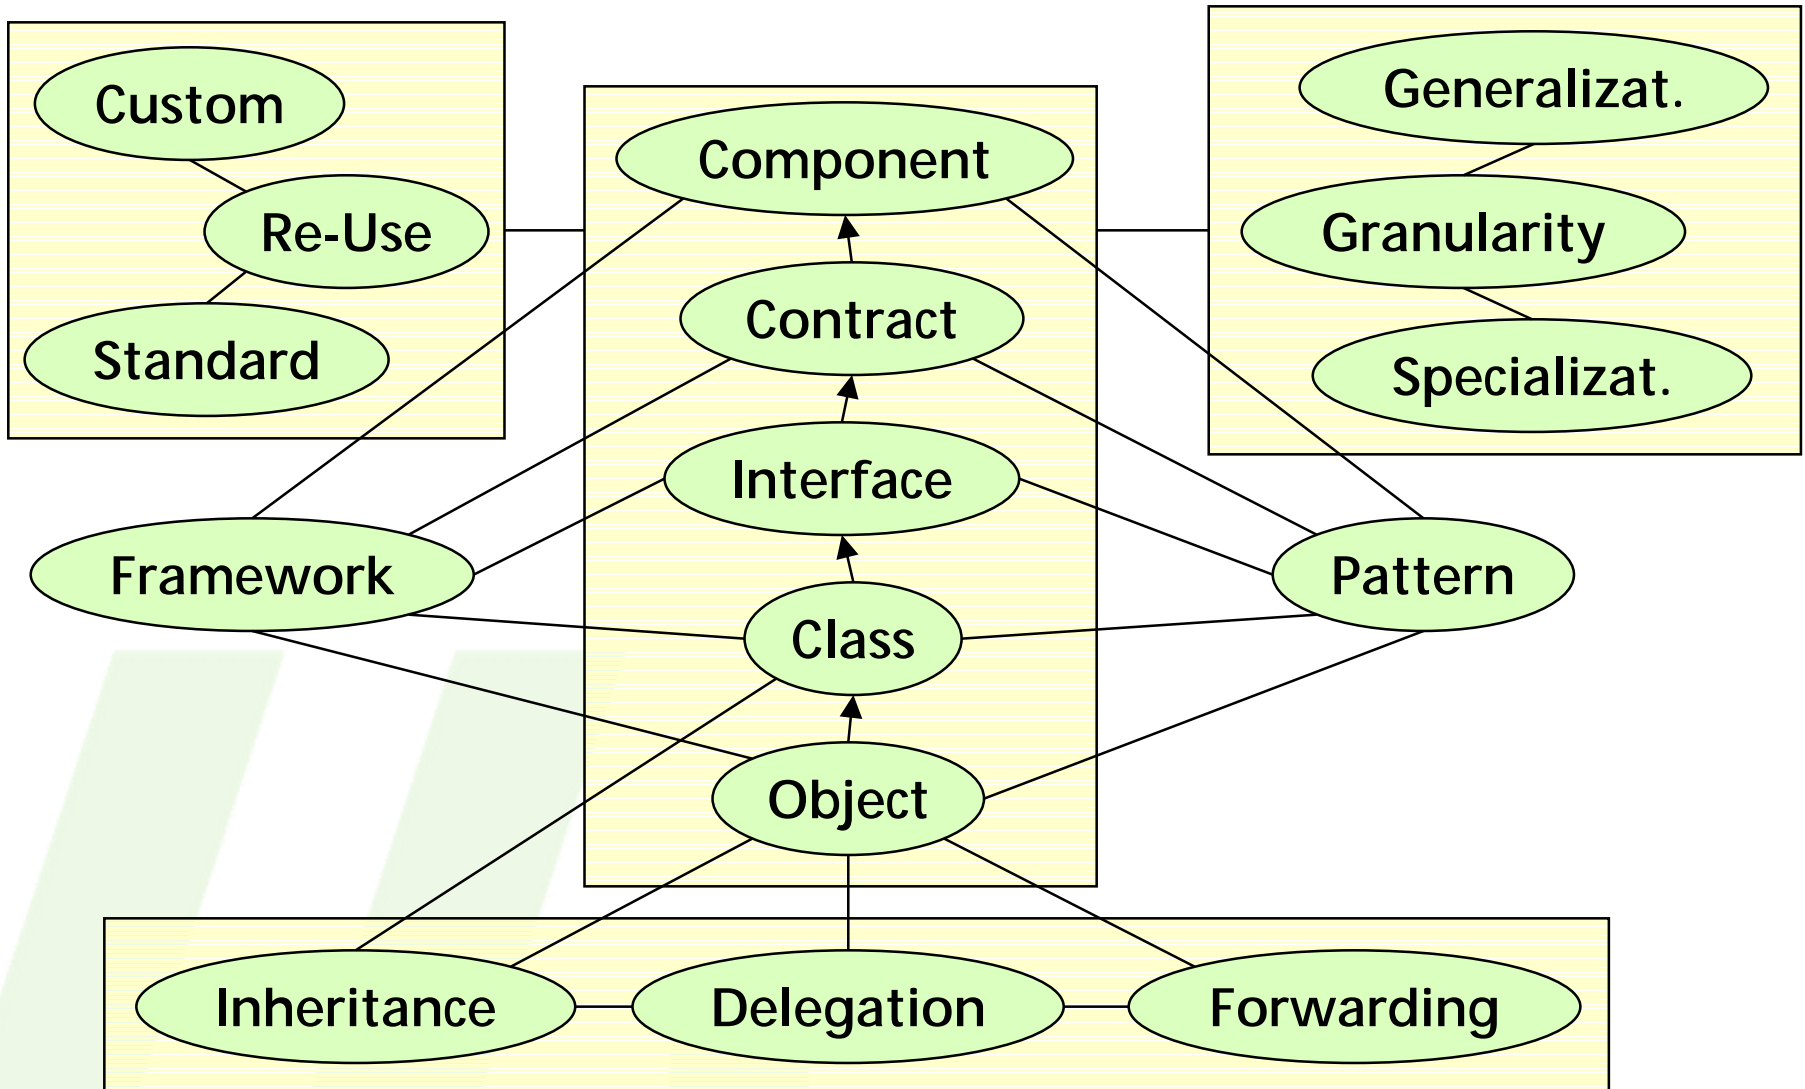 Custom
Re-Use
Standard
Component
Contract
Interface
Class
Object
Generalizat.
Granularity
Specializat.
Framework
Pattern
Inheritance
Delegation
Forwarding